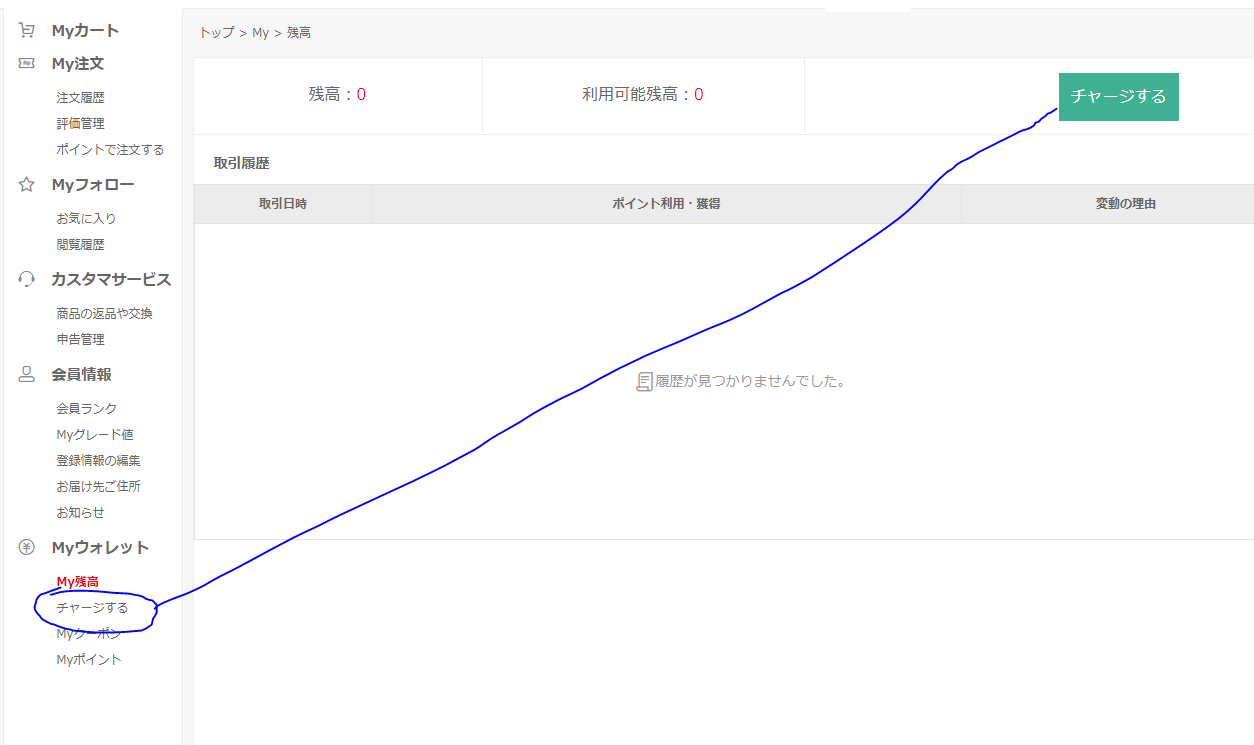 Myカート
My注文
注文履歴
評価管理
ポイントで注文する
Myフォロー
お気に入り
閲覧履歴
カスタマサービス
商品の返品や交換
申告管理
会員情報
会員ランク
Myグレード値
登録情報の編集
お届け先ご住所
お知らせ
Myウォレット
My残高
チャージする
Myクーポン
Myポイント
トップ > My > 残高
残高：0
利用可能残高：0
チャージする
取引履歴
取引日時
ポイント利用・獲得
変動の理由
履歴が見つかりませんでした。